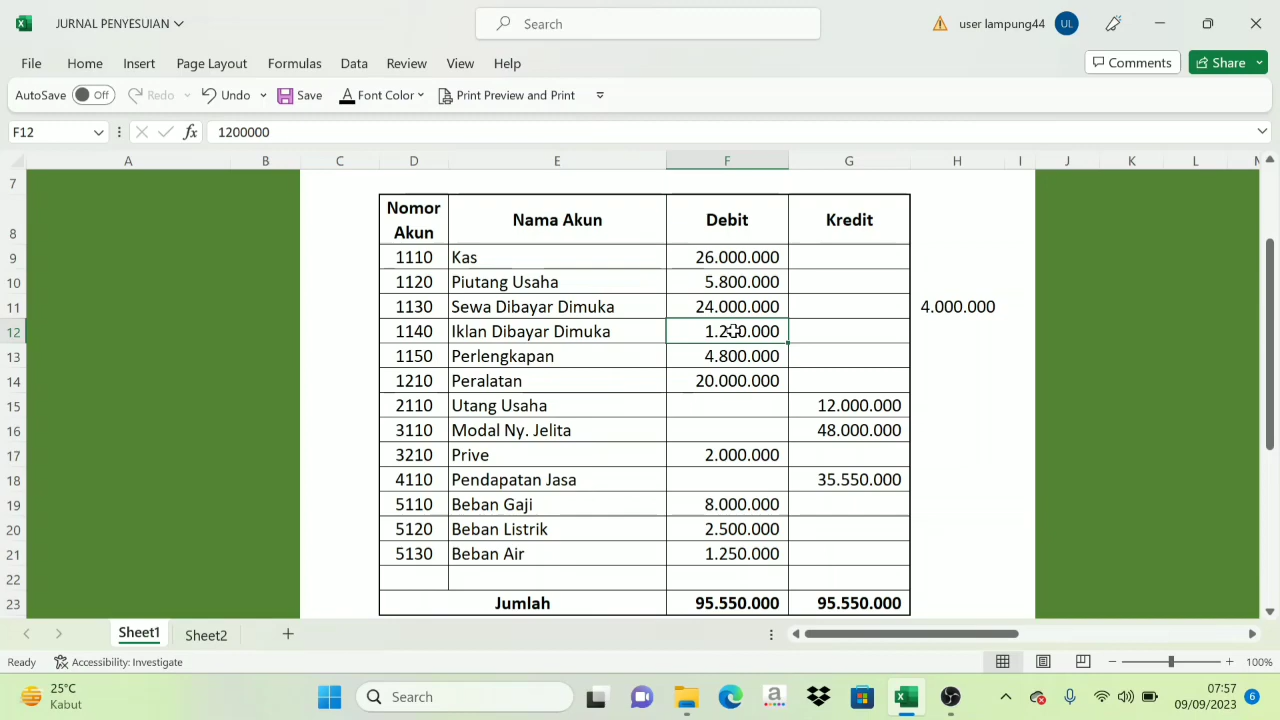 JURNAL PENYESUIAN
Search
user lampung44
UL
File Home Insert Page Layout Formulas Data Review View Help
Comments
Share
AutoSave Off Redo Undo Save Font Color Print Preview and Print
F12 fx 1200000
A B C D E F G H I J K L M
7
8 Nomor Akun Nama Akun Debit Kredit
9 1110 Kas 26.000.000
10 1120 Piutang Usaha 5.800.000
11 1130 Sewa Dibayar Dimuka 24.000.000 4.000.000
12 1140 Iklan Dibayar Dimuka 1.200.000
13 1150 Perlengkapan 4.800.000
14 1210 Peralatan 20.000.000
15 2110 Utang Usaha 12.000.000
16 3110 Modal Ny. Jelita 48.000.000
17 3210 Prive 2.000.000
18 4110 Pendapatan Jasa 35.550.000
19 5110 Beban Gaji 8.000.000
20 5120 Beban Listrik 2.500.000
21 5130 Beban Air 1.250.000
22
23 Jumlah 95.550.000 95.550.000
Sheet1 Sheet2
Ready Accessibility: Investigate 100%
25°C
Kabut
Search
07:57
09/09/2023
6